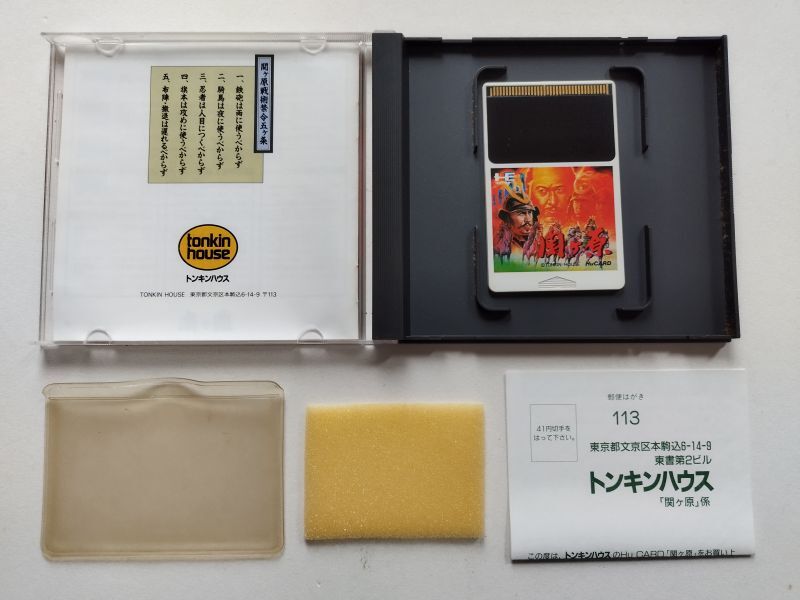 関ヶ原戦術禁令五ヶ条
一、鉄砲は雨に使うべからず
二、騎馬は夜に使うべからず
三、忍者は人目につくべからず
四、旗本は攻めに使うべからず
五、布陣・撤退は遅れるべからず
tonkin
house
トンキンハウス
TONKIN HOUSE 東京都文京区本駒込6-14-9 〒113
関ヶ原
©TONKIN HOUSE HuCARD
郵便はがき
41円切手を
はって下さい。
113
東京都文京区本駒込6-14-9
東書第2ビル
トンキンハウス
「関ヶ原」係
この度は、トンキンハウスのHu CARD「関ヶ原」をお買い上